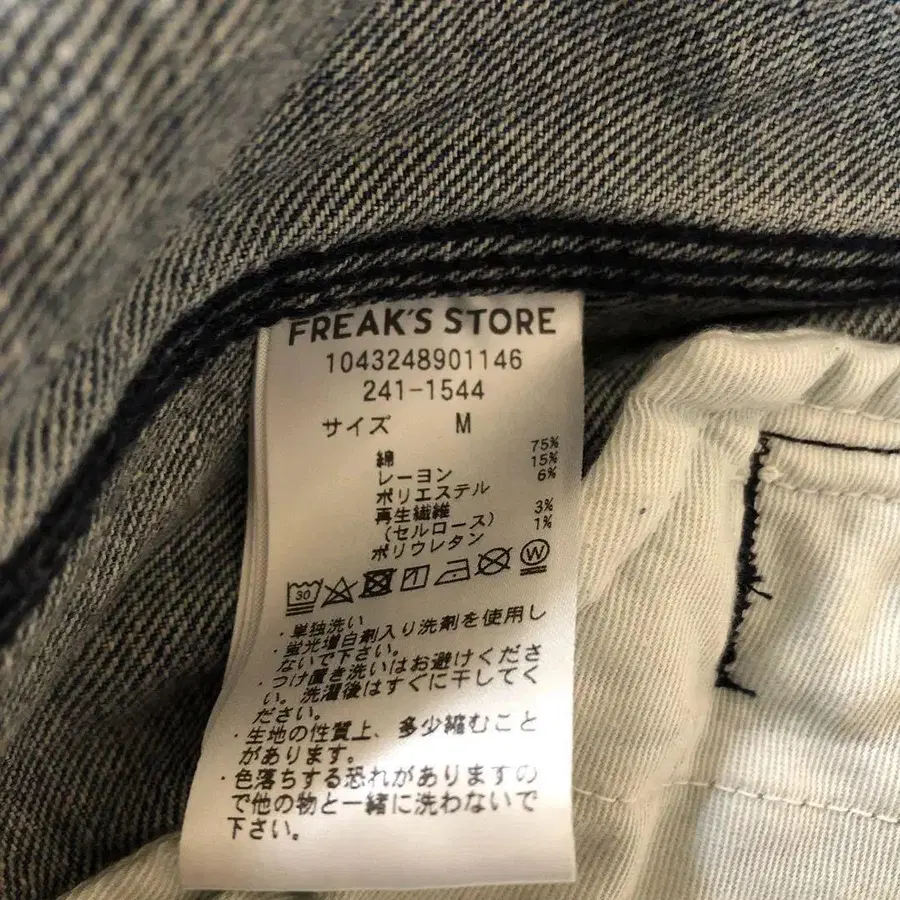 FREAK'S STORE
1043248901146
241-1544
サイズ M
綿 75%
レーヨン 15%
ポリエステル 6%
再生繊維
(セルロース) 3%
ポリウレタン 1%
30 W
・単独洗い
・蛍光増白剤入り洗剤を使用し
ないで下さい。
・つけ置き洗いはお避けくださ
い。洗濯後はすぐに干してく
ださい。
・生地の性質上、多少縮むこと
があります。
・色落ちする恐れがありますの
で他の物と一緒に洗わないで
下さい。